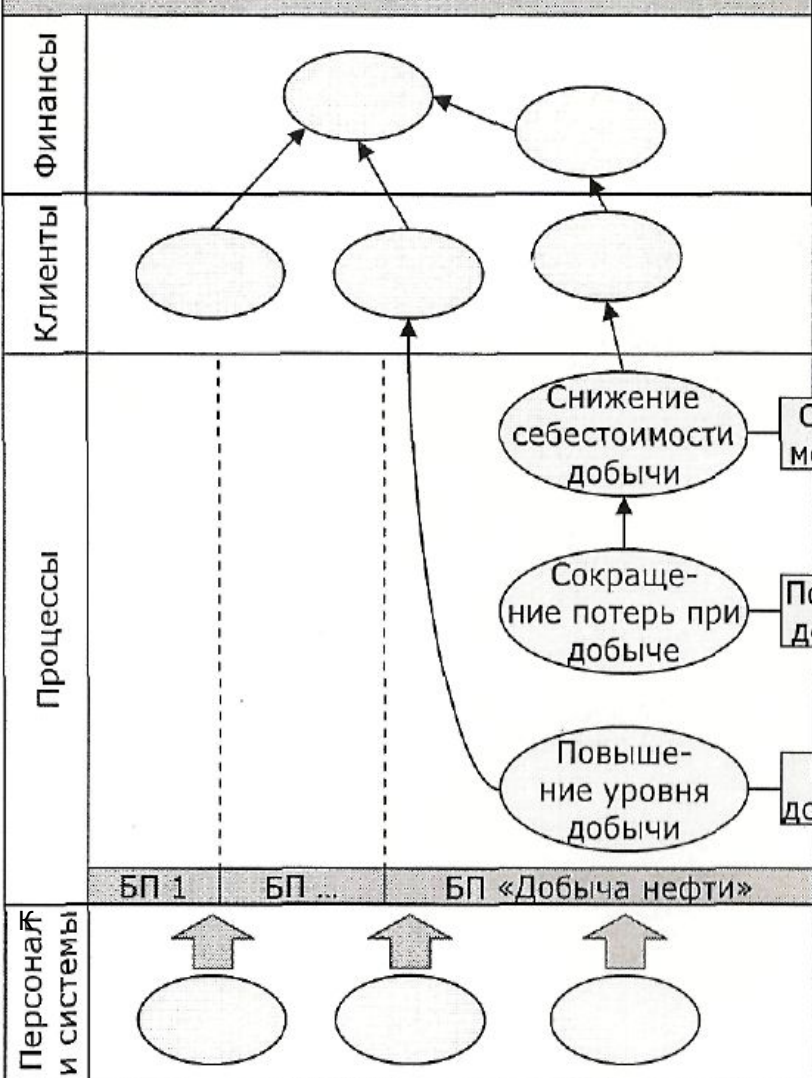 Финансы
Клиенты
Снижение
себестоимости
добычи
Сокраще-
ние потерь при
добыче
Процессы
Повыше-
ние уровня
добычи
БП 1
БП ...
БП «Добыча нефти»
Персонал
и системы